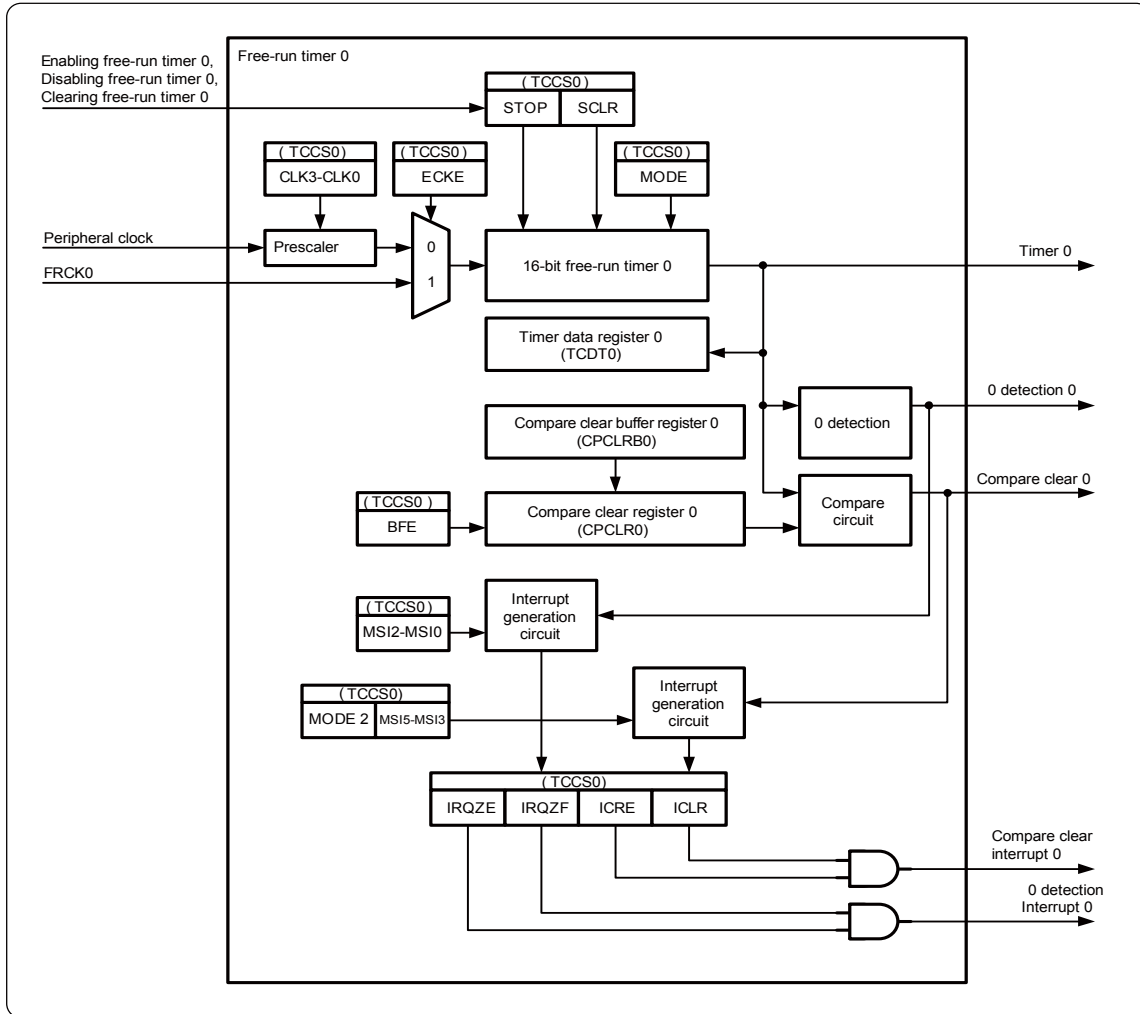 Free-run timer 0
Enabling free-run timer 0,
Disabling free-run timer 0,
Clearing free-run timer 0
(TCCS0)
STOP SCLR
(TCCS0)
CLK3-CLK0
(TCCS0)
ECKE
(TCCS0)
MODE
Peripheral clock
Prescaler
0
1
16-bit free-run timer 0
Timer 0
FRCK0
Timer data register 0
(TCDT0)
0 detection
0 detection 0
Compare clear buffer register 0
(CPCLRB0)
Compare clear 0
(TCCS0)
BFE
Compare clear register 0
(CPCLR0)
Compare
circuit
(TCCS0)
MSI2-MSI0
Interrupt
generation
circuit
(TCCS0)
MODE 2 MSI5-MSI3
Interrupt
generation
circuit
(TCCS0)
IRQZE IRQZF ICRE ICLR
Compare clear
interrupt 0
0 detection
Interrupt 0